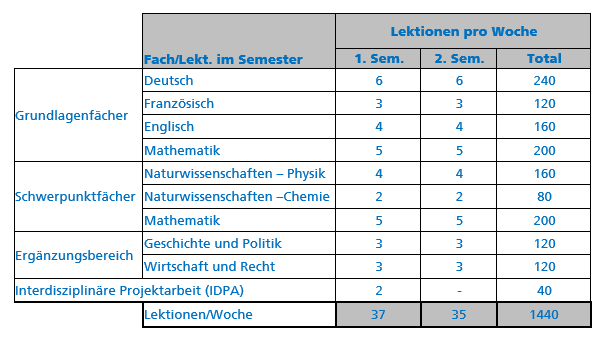 Lektionen pro Woche
Fach/Lekt. im Semester 1. Sem. 2. Sem. Total
Grundlagenfächer
Deutsch 6 6 240
Französisch 3 3 120
Englisch 4 4 160
Mathematik 5 5 200
Schwerpunktfächer
Naturwissenschaften – Physik 4 4 160
Naturwissenschaften –Chemie 2 2 80
Mathematik 5 5 200
Ergänzungsbereich
Geschichte und Politik 3 3 120
Wirtschaft und Recht 3 3 120
Interdisziplinäre Projektarbeit (IDPA) 2 - 40
Lektionen/Woche 37 35 1440